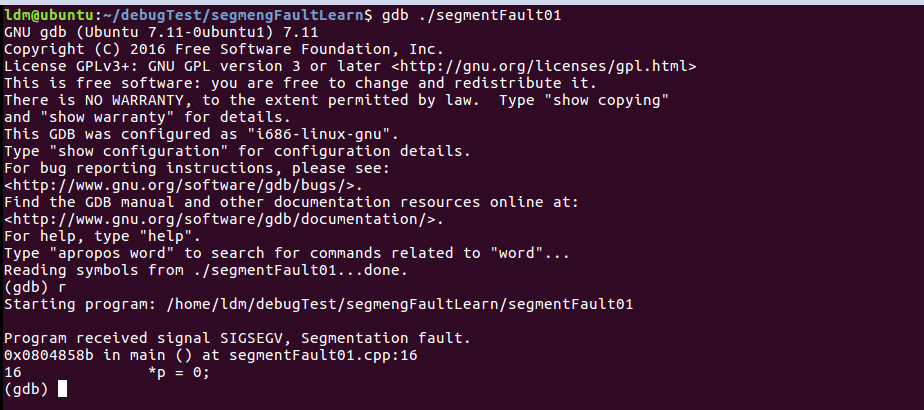 ldm@ubuntu:~/debugTest/segmengFaultLearn$ gdb ./segmentFault01
GNU gdb (Ubuntu 7.11-0ubuntu1) 7.11
Copyright (C) 2016 Free Software Foundation, Inc.
License GPLv3+: GNU GPL version 3 or later <http://gnu.org/licenses/gpl.html>
This is free software: you are free to change and redistribute it.
There is NO WARRANTY, to the extent permitted by law.  Type "show copying"
and "show warranty" for details.
This GDB was configured as "i686-linux-gnu".
Type "show configuration" for configuration details.
For bug reporting instructions, please see:
<http://www.gnu.org/software/gdb/bugs/>.
Find the GDB manual and other documentation resources online at:
<http://www.gnu.org/software/gdb/documentation/>.
For help, type "help".
Type "apropos word" to search for commands related to "word"...
Reading symbols from ./segmentFault01...done.
(gdb) r
Starting program: /home/ldm/debugTest/segmengFaultLearn/segmentFault01
Program received signal SIGSEGV, Segmentation fault.
0x0804858b in main () at segmentFault01.cpp:16
16              *p = 0;
(gdb)